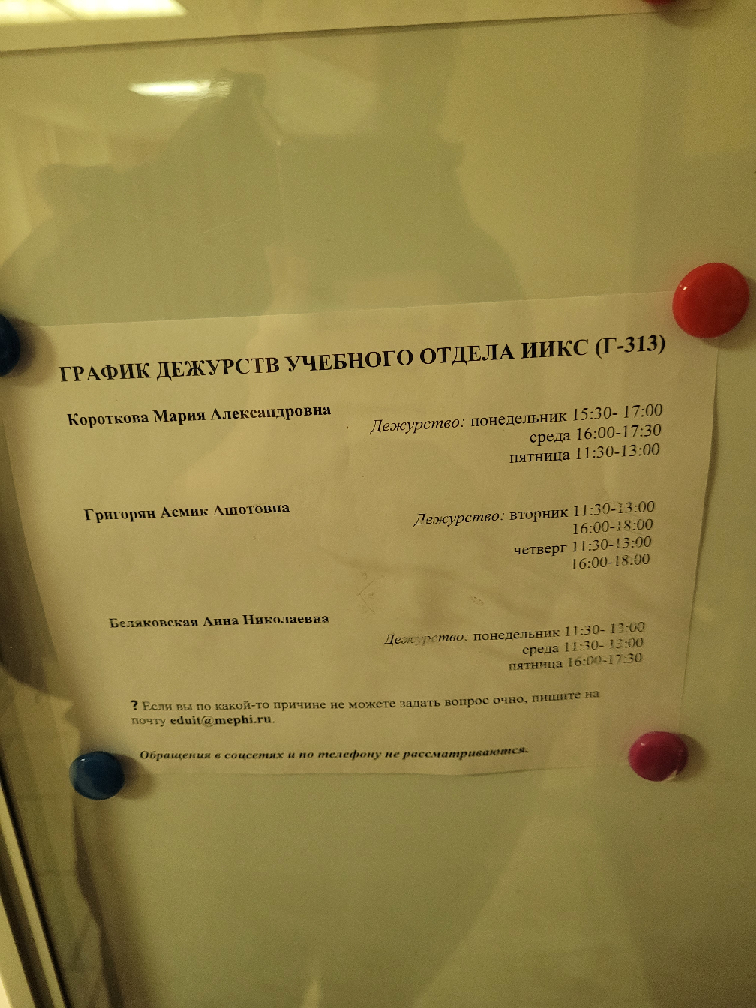 ГРАФИК ДЕЖУРСТВ УЧЕБНОГО ОТДЕЛА ИИКС (Г-313)
Короткова Мария Александровна
Дежурство: понедельник 15:30- 17:00
среда 16:00-17:30
пятница 11:30-13:00
Григорян Асмик Ашотовна
Дежурство: вторник 11:30-13:00
16:00-18:00
четверг 11:30-13:00
16:00-18:00
Беляковская Анна Николаевна
Дежурство: понедельник 11:30- 13:00
среда 11:30- 13:00
пятница 16:00-17:30
? Если вы по какой-то причине не можете задать вопрос очно, пишите на
почту eduit@mephi.ru.
Обращения в соцсетях и по телефону не рассматриваются.